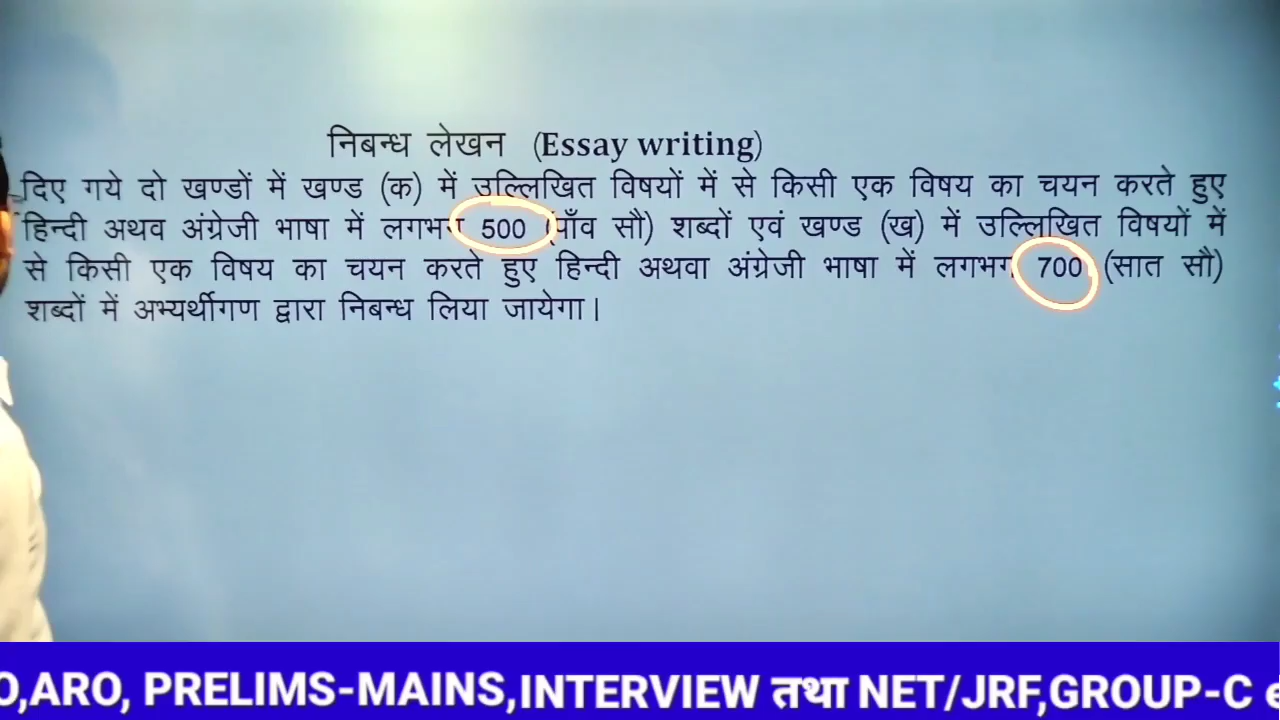 निबन्ध लेखन (Essay writing)
दिए गये दो खण्डों में खण्ड (क) में उल्लिखित विषयों में से किसी एक विषय का चयन करते हुए
हिन्दी अथव अंग्रेजी भाषा में लगभग 500 (पाँव सौ) शब्दों एवं खण्ड (ख) में उल्लिखित विषयों में
से किसी एक विषय का चयन करते हुए हिन्दी अथवा अंग्रेजी भाषा में लगभग 700 (सात सौ)
शब्दों में अभ्यर्थीगण द्वारा निबन्ध लिया जायेगा।
O,ARO, PRELIMS-MAINS,INTERVIEW तथा NET/JRF,GROUP-C e